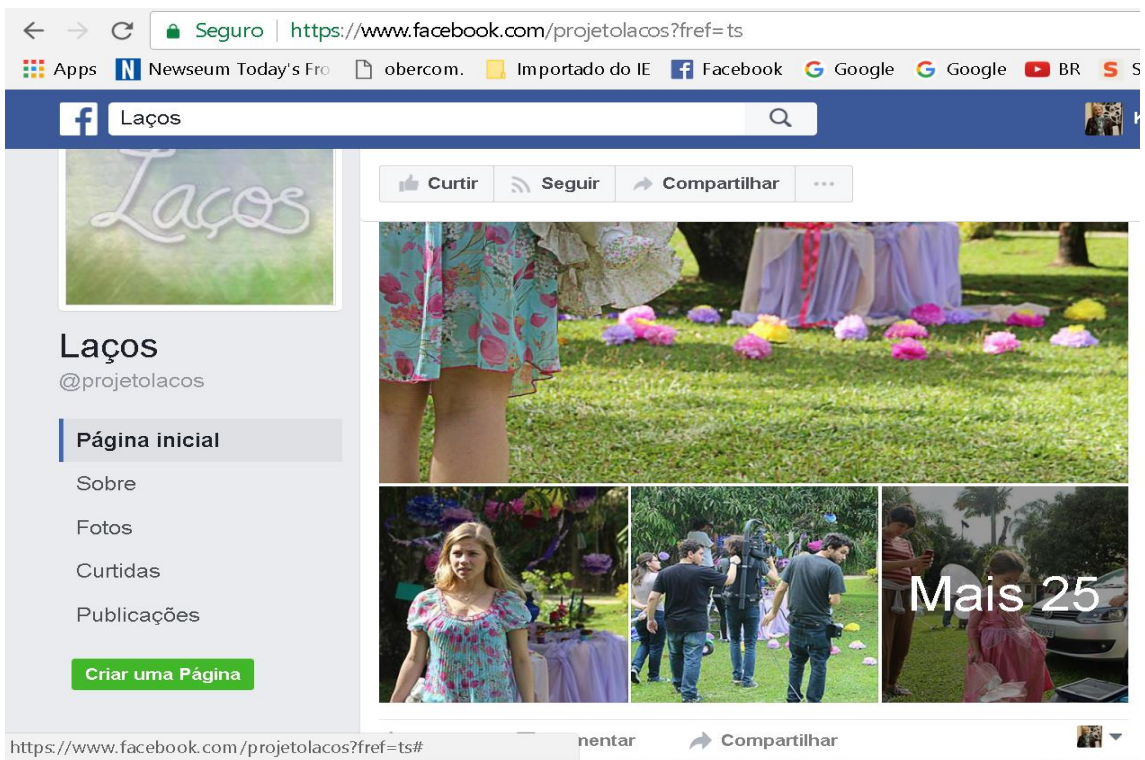 Seguro | https://www.facebook.com/projetolacos?fref=ts
Apps N Newseum Today's Fro obercom. Importado do IE Facebook Google Google BR S
f Laços K
Laços
Curtir Seguir Compartilhar ...
Laços
@projetolacos
Página inicial
Sobre
Fotos
Curtidas
Publicações
Criar uma Página
Mais 25
nentar Compartilhar
https://www.facebook.com/projetolacos?fref=ts#